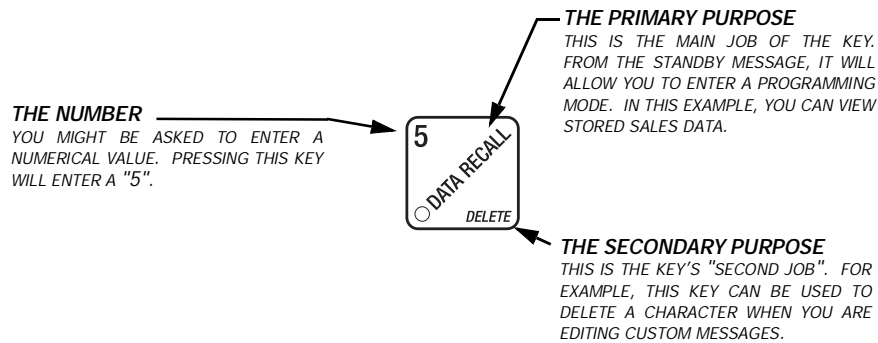 THE PRIMARY PURPOSE
THIS IS THE MAIN JOB OF THE KEY.
FROM THE STANDBY MESSAGE, IT WILL
ALLOW YOU TO ENTER A PROGRAMMING
MODE. IN THIS EXAMPLE, YOU CAN VIEW
STORED SALES DATA.
THE NUMBER
YOU MIGHT BE ASKED TO ENTER A
NUMERICAL VALUE. PRESSING THIS KEY
WILL ENTER A "5".
5
DATA RECALL
DELETE
THE SECONDARY PURPOSE
THIS IS THE KEY'S "SECOND JOB". FOR
EXAMPLE, THIS KEY CAN BE USED TO
DELETE A CHARACTER WHEN YOU ARE
EDITING CUSTOM MESSAGES.